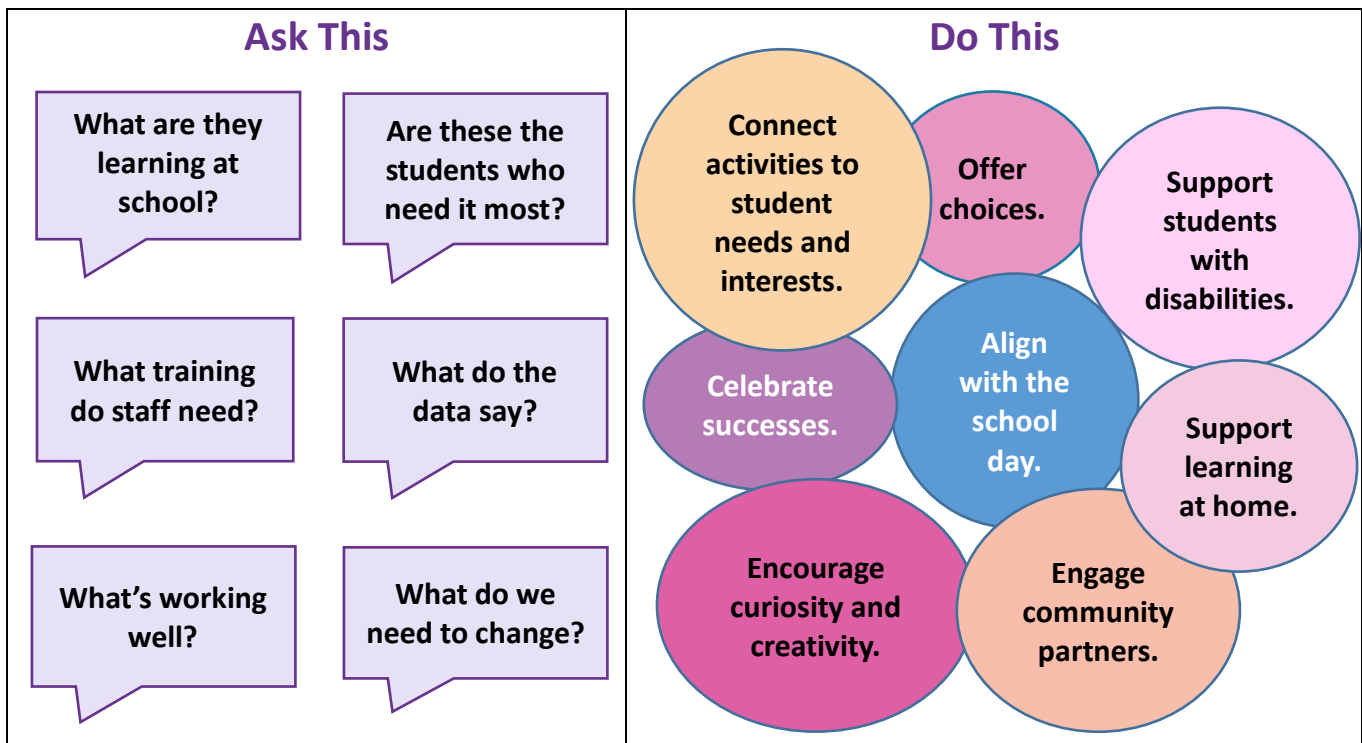 Ask This
What are they
learning at
school?
Are these the
students who
need it most?
What training
do staff need?
What do the
data say?
What's working
well?
What do we
need to change?
Do This
Connect
activities to
student
needs and
interests.
Offer
choices.
Support
students
with
disabilities.
Celebrate
successes.
Align
with the
school
day.
Support
learning
at home.
Encourage
curiosity and
creativity.
Engage
community
partners.